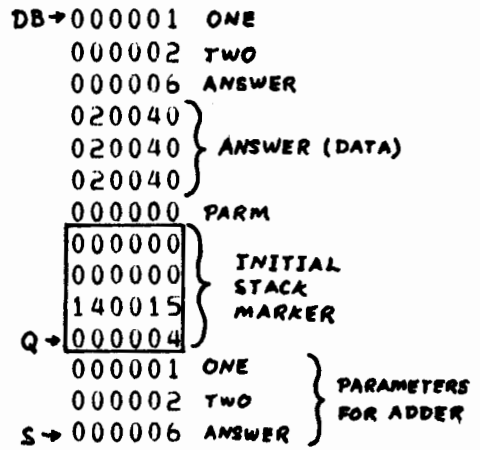 DB→000001 ONE
000002 TWO
000006 ANSWER
020040
020040 ANSWER (DATA)
020040
000000 PARM
000000
000000 INITIAL
STACK
140015 MARKER
Q→000004
000001 ONE
000002 TWO PARAMETERS
FOR ADDER
S→000006 ANSWER